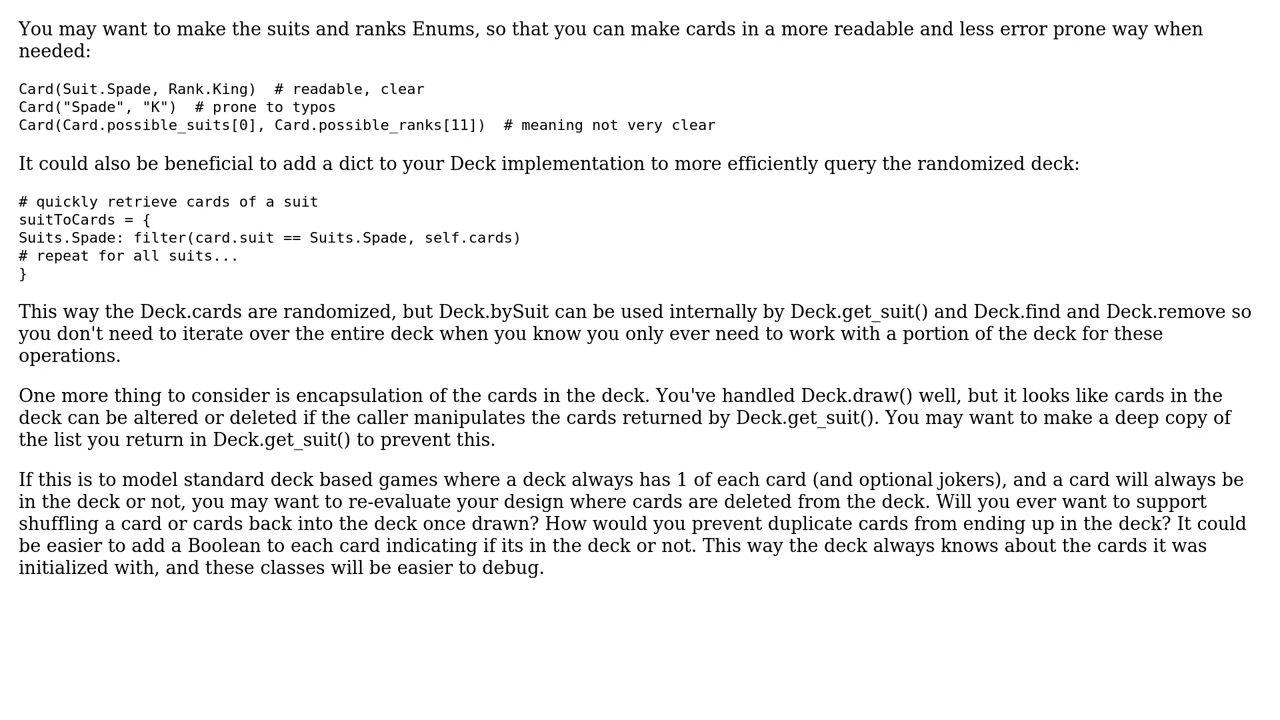 You may want to make the suits and ranks Enums, so that you can make cards in a more readable and less error prone way when
needed:
Card(Suit.Spade, Rank.King)  # readable, clear
Card("Spade", "K")  # prone to typos
Card(Card.possible_suits[0], Card.possible_ranks[11])  # meaning not very clear
It could also be beneficial to add a dict to your Deck implementation to more efficiently query the randomized deck:
# quickly retrieve cards of a suit
suitToCards = {
Suits.Spade: filter(card.suit == Suits.Spade, self.cards)
# repeat for all suits...
}
This way the Deck.cards are randomized, but Deck.bySuit can be used internally by Deck.get_suit() and Deck.find and Deck.remove so
you don't need to iterate over the entire deck when you know you only ever need to work with a portion of the deck for these
operations.
One more thing to consider is encapsulation of the cards in the deck. You've handled Deck.draw() well, but it looks like cards in the
deck can be altered or deleted if the caller manipulates the cards returned by Deck.get_suit(). You may want to make a deep copy of
the list you return in Deck.get_suit() to prevent this.
If this is to model standard deck based games where a deck always has 1 of each card (and optional jokers), and a card will always be
in the deck or not, you may want to re-evaluate your design where cards are deleted from the deck. Will you ever want to support
shuffling a card or cards back into the deck once drawn? How would you prevent duplicate cards from ending up in the deck? It could
be easier to add a Boolean to each card indicating if its in the deck or not. This way the deck always knows about the cards it was
initialized with, and these classes will be easier to debug.